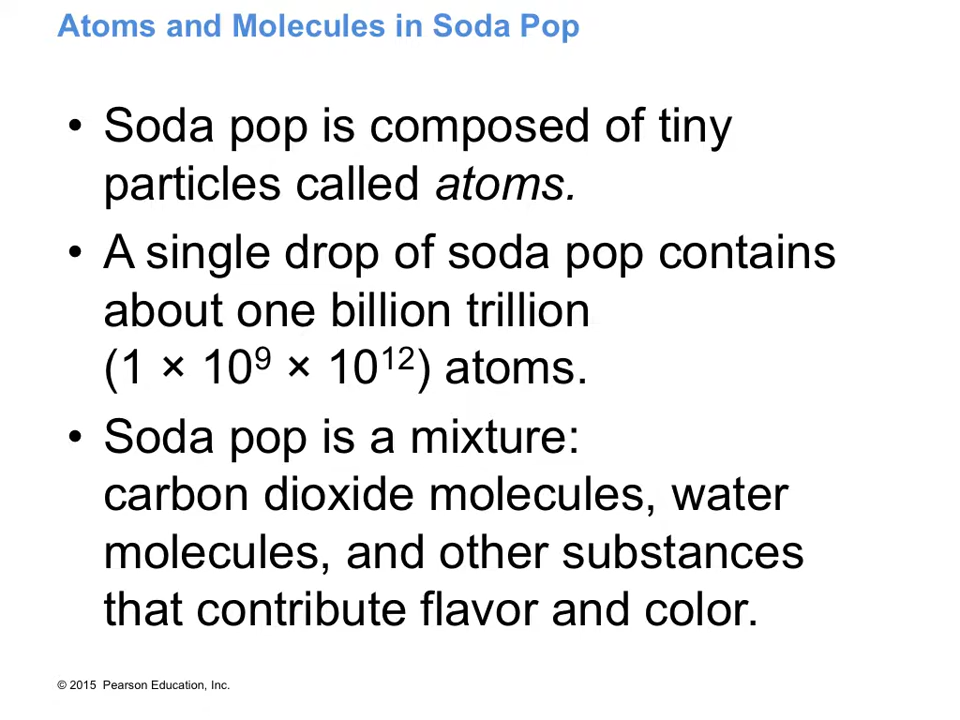 Atoms and Molecules in Soda Pop
• Soda pop is composed of tiny
particles called atoms.
• A single drop of soda pop contains
about one billion trillion
(1 × 10⁹ × 10¹²) atoms.
• Soda pop is a mixture:
carbon dioxide molecules, water
molecules, and other substances
that contribute flavor and color.
© 2015 Pearson Education, Inc.